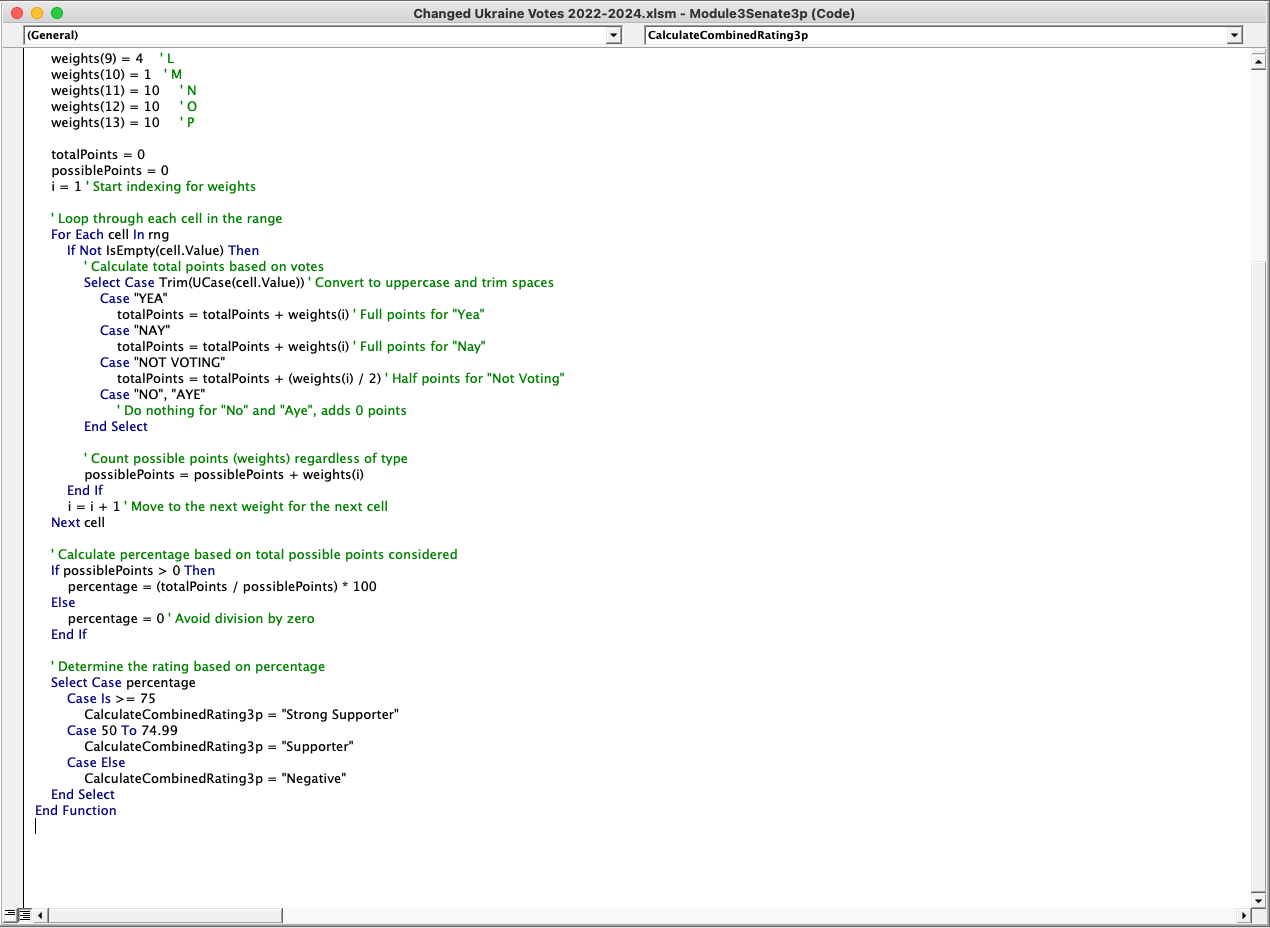 Changed Ukraine Votes 2022-2024.xlsm - Module3Senate3p (Code)
(General)
CalculateCombinedRating3p
weights(9) = 4 ' L
weights(10) = 1 ' M
weights(11) = 10 ' N
weights(12) = 10 ' O
weights(13) = 10 ' P
totalPoints = 0
possiblePoints = 0
i = 1 ' Start indexing for weights
' Loop through each cell in the range
For Each cell In rng
If Not IsEmpty(cell.Value) Then
' Calculate total points based on votes
Select Case Trim(UCase(cell.Value)) ' Convert to uppercase and trim spaces
Case "YEA"
totalPoints = totalPoints + weights(i) ' Full points for "Yea"
Case "NAY"
totalPoints = totalPoints + weights(i) ' Full points for "Nay"
Case "NOT VOTING"
totalPoints = totalPoints + (weights(i) / 2) ' Half points for "Not Voting"
Case "NO", "AYE"
' Do nothing for "No" and "Aye", adds 0 points
End Select
' Count possible points (weights) regardless of type
possiblePoints = possiblePoints + weights(i)
End If
i = i + 1 ' Move to the next weight for the next cell
Next cell
' Calculate percentage based on total possible points considered
If possiblePoints > 0 Then
percentage = (totalPoints / possiblePoints) * 100
Else
percentage = 0 ' Avoid division by zero
End If
' Determine the rating based on percentage
Select Case percentage
Case Is >= 75
CalculateCombinedRating3p = "Strong Supporter"
Case 50 To 74.99
CalculateCombinedRating3p = "Supporter"
Case Else
CalculateCombinedRating3p = "Negative"
End Select
End Function